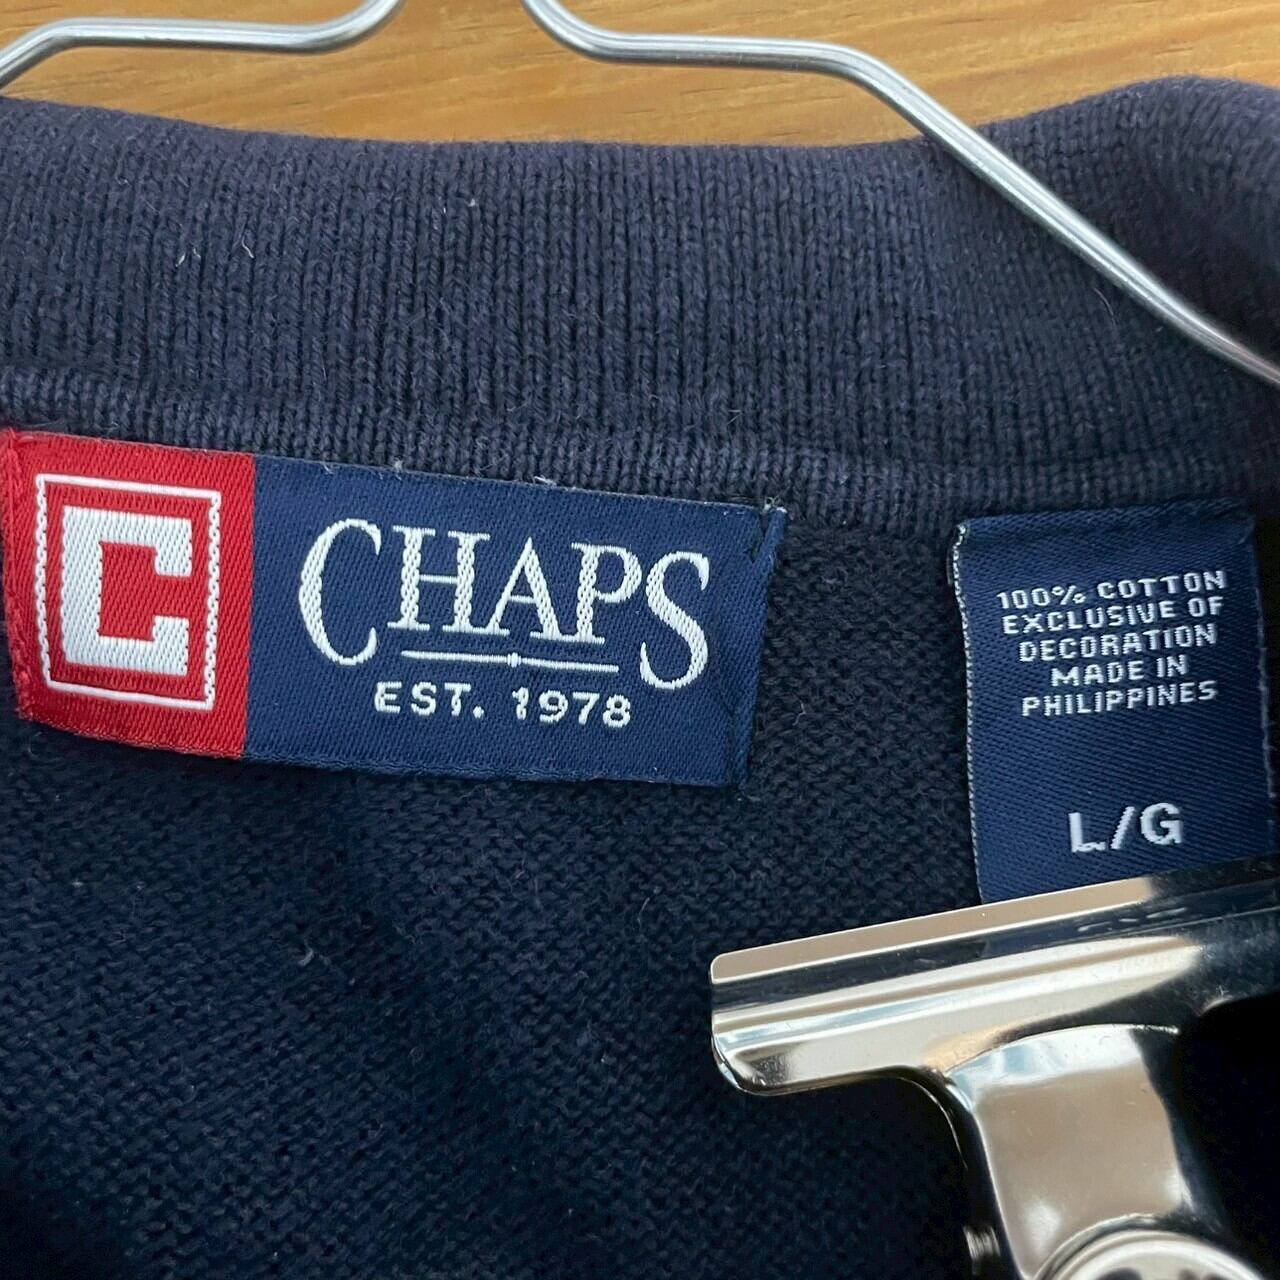 C
CHAPS
EST. 1978
100% COTTON
EXCLUSIVE OF
DECORATION
MADE IN
PHILIPPINES
L/G